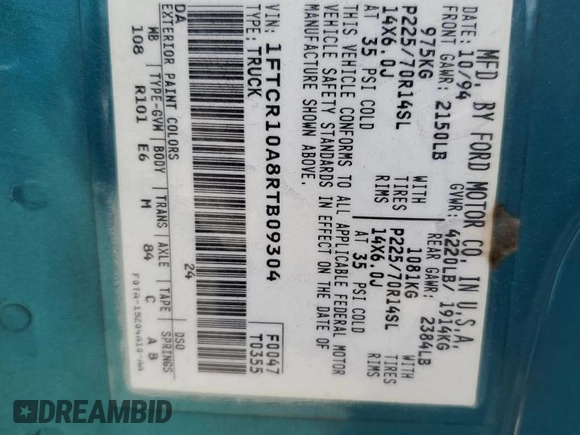 MFD. BY FORD MOTOR CO. IN U.S.A.
DATE: 10/94 GVWR: 4220LB/ 1914KG
FRONT GAWR: 2150LB REAR GAWR: 2384LB
975KG WITH 1081KG WITH
P225/70R14SL TIRES P225/70R14SL TIRES
14X6.0J RIMS 14X6.0J RIMS
AT 35 PSI COLD AT 35 PSI COLD
THIS VEHICLE CONFORMS TO ALL APPLICABLE FEDERAL MOTOR
VEHICLE SAFETY STANDARDS IN EFFECT ON THE DATE OF
MANUFACTURE SHOWN ABOVE.
VIN: 1FTCR10A8RTB09304 F0047
TYPE: TRUCK T0355
EXTERIOR PAINT COLORS 24 DSO
DA
WB TYPE-GVM BODY TRANS AXLE TAPE SPRINGS
108 R101 E6 M 84 C A B
DREAMBID